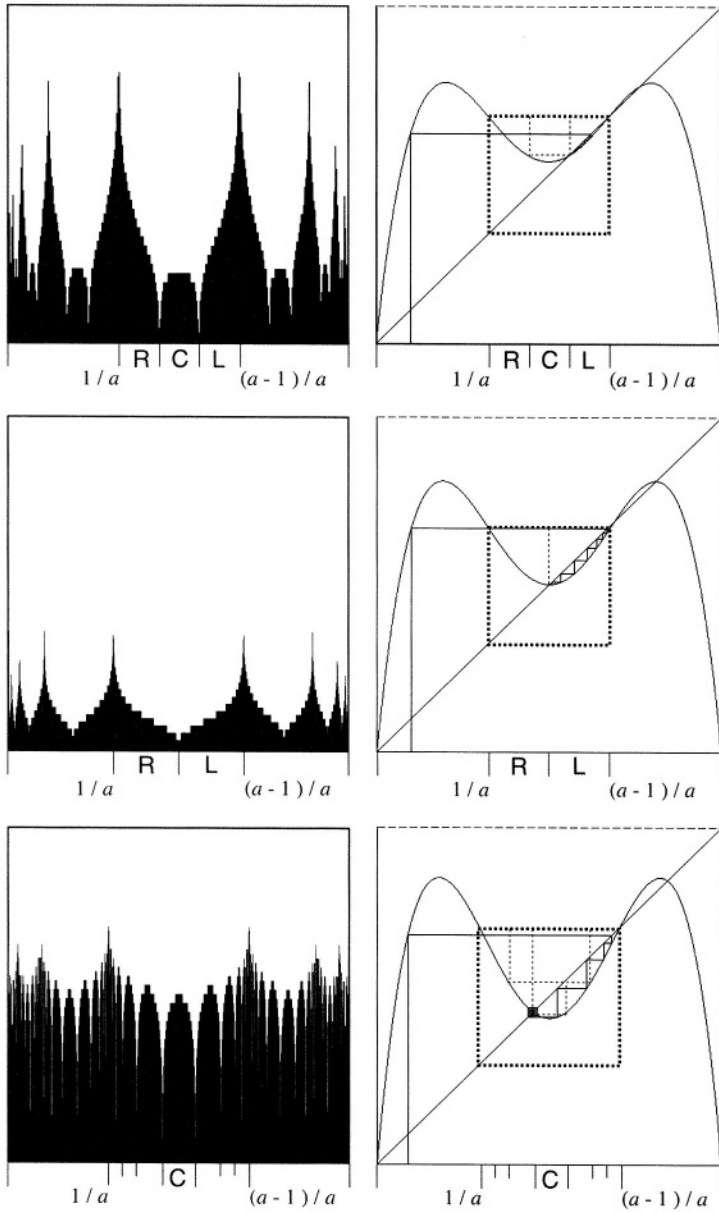 R C L R C L
1 / a (a - 1) / a 1 / a (a - 1) / a
R L R L
1 / a (a - 1) / a 1 / a (a - 1) / a
C C
1 / a (a - 1) / a 1 / a (a - 1) / a